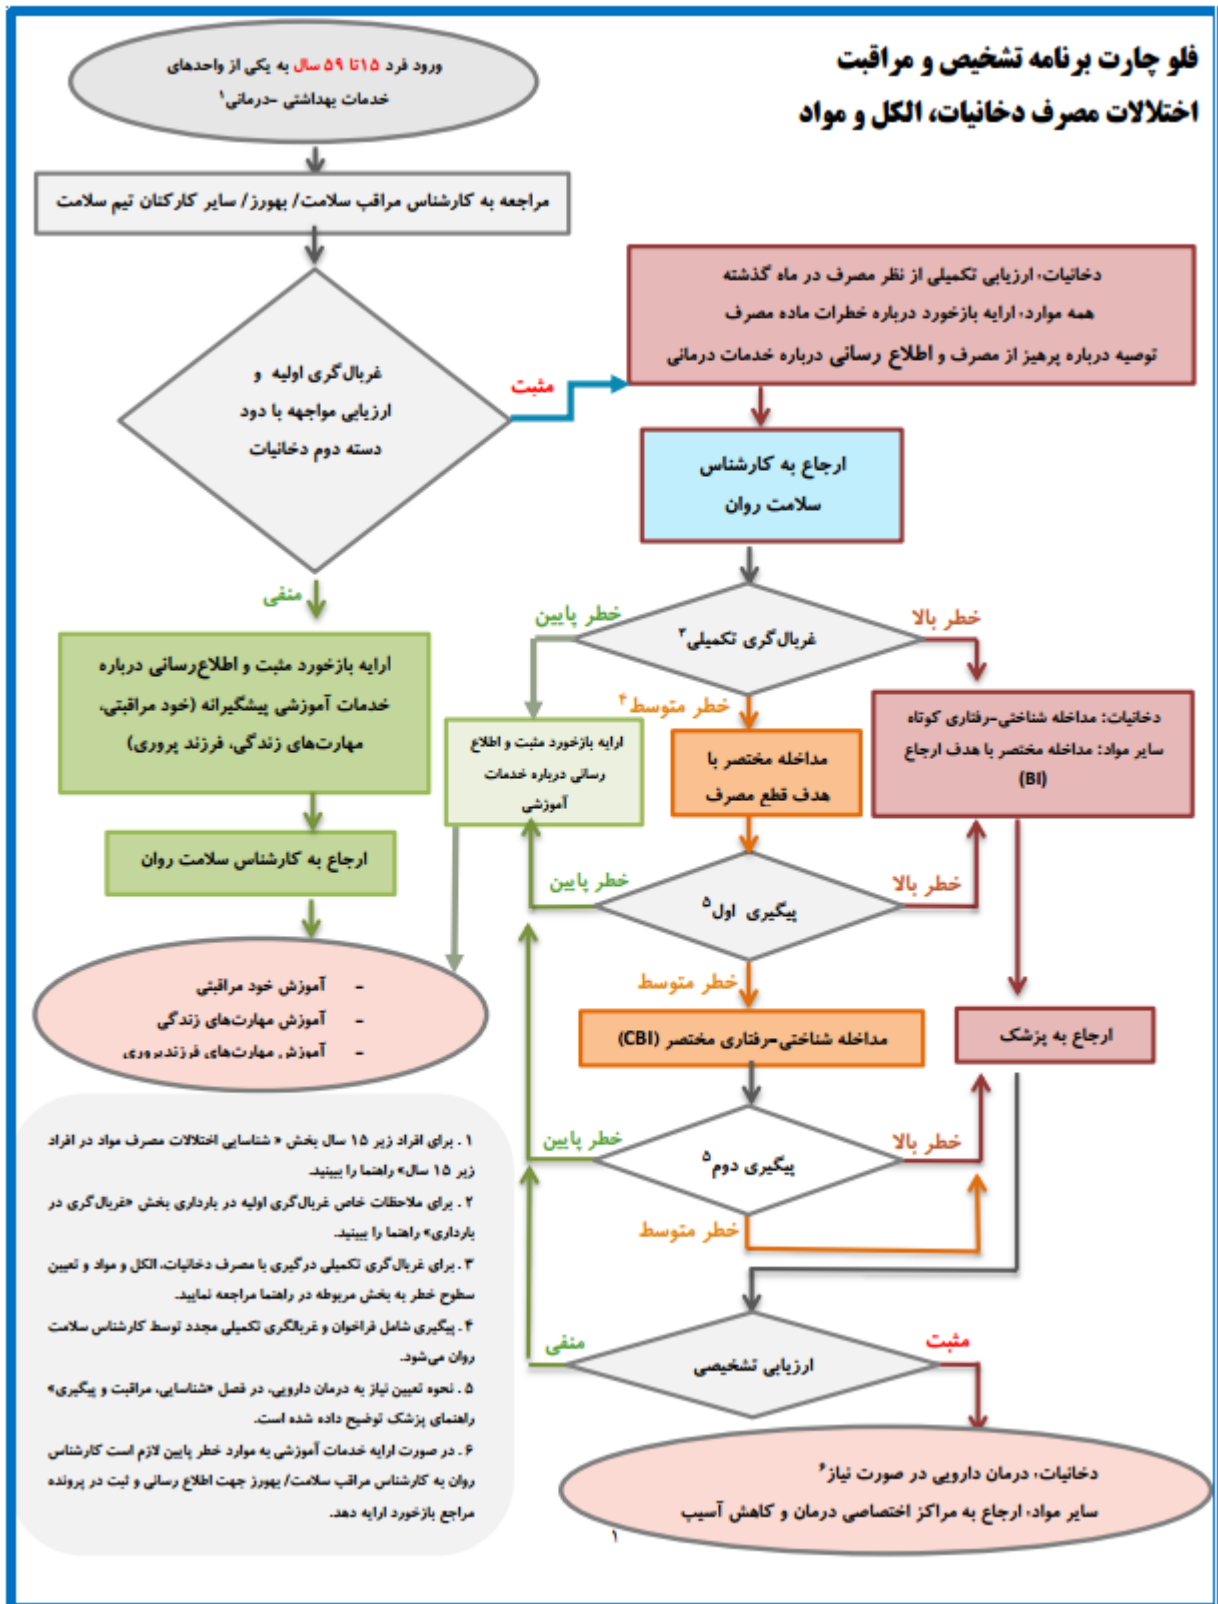 فلو چارت برنامه تشخیص و مراقبت
اختلالات مصرف دخانیات، الکل و مواد
ورود فرد ۱۵ تا ۵۹ سال به یکی از واحدهای
خدمات بهداشتی -درمانی۱
مراجعه به کارشناس مراقب سلامت/ بهورز/ سایر کارکنان تیم سلامت
غربال‌گری اولیه و
ارزیابی مواجهه با دود
دسته دوم دخانیات
مثبت
دخانیات، ارزیابی تکمیلی از نظر مصرف در ماه گذشته
همه موارد، ارایه بازخورد درباره خطرات ماده مصرف
توصیه درباره پرهیز از مصرف و اطلاع رسانی درباره خدمات درمانی
ارجاع به کارشناس
سلامت روان
منفی
ارایه بازخورد مثبت و اطلاع‌رسانی درباره
خدمات آموزشی پیشگیرانه (خود مراقبتی،
مهارت‌های زندگی، فرزند پروری)
ارجاع به کارشناس سلامت روان
غربال‌گری تکمیلی۳
خطر بالا
خطر پایین
خطر متوسط۴
دخانیات: مداخله شناختی-رفتاری کوتاه
سایر مواد: مداخله مختصر با هدف ارجاع
(BI)
مداخله مختصر با
هدف قطع مصرف
ارایه بازخورد مثبت و اطلاع
رسانی درباره خدمات
آموزشی
خطر بالا
پیگیری اول۵
خطر پایین
خطر متوسط
- آموزش خود مراقبتی
- آموزش مهارت‌های زندگی
- آموزش مهارت‌های فرزندپروری
ارجاع به پزشک
مداخله شناختی-رفتاری مختصر (CBI)
خطر بالا
پیگیری دوم۵
خطر پایین
خطر متوسط
مثبت
ارزیابی تشخیصی
منفی
دخانیات، درمان دارویی در صورت نیاز۶
سایر مواد، ارجاع به مراکز اختصاصی درمان و کاهش آسیب
۱
۱ . برای افراد زیر ۱۵ سال بخش « شناسایی اختلالات مصرف مواد در افراد
زیر ۱۵ سال» راهنما را ببینید.
۲ . برای ملاحظات خاص غربال‌گری اولیه در بارداری بخش «غربال‌گری در
بارداری» راهنما را ببینید.
۳ . برای غربال‌گری تکمیلی درگیری با مصرف دخانیات، الکل و مواد و تعیین
سطوح خطر به بخش مربوطه در راهنما مراجعه نمایید.
۴ . پیگیری شامل فراخوان و غربالگری تکمیلی مجدد توسط کارشناس سلامت
روان می‌شود.
۵ . نحوه تعیین نیاز به درمان دارویی، در فصل «شناسایی، مراقبت و پیگیری»
راهنمای پزشک توضیح داده شده است.
۶ . در صورت ارایه خدمات آموزشی به موارد خطر پایین لازم است کارشناس
روان به کارشناس مراقب سلامت/ بهورز جهت اطلاع رسانی و ثبت در پرونده
مراجع بازخورد ارایه دهد.